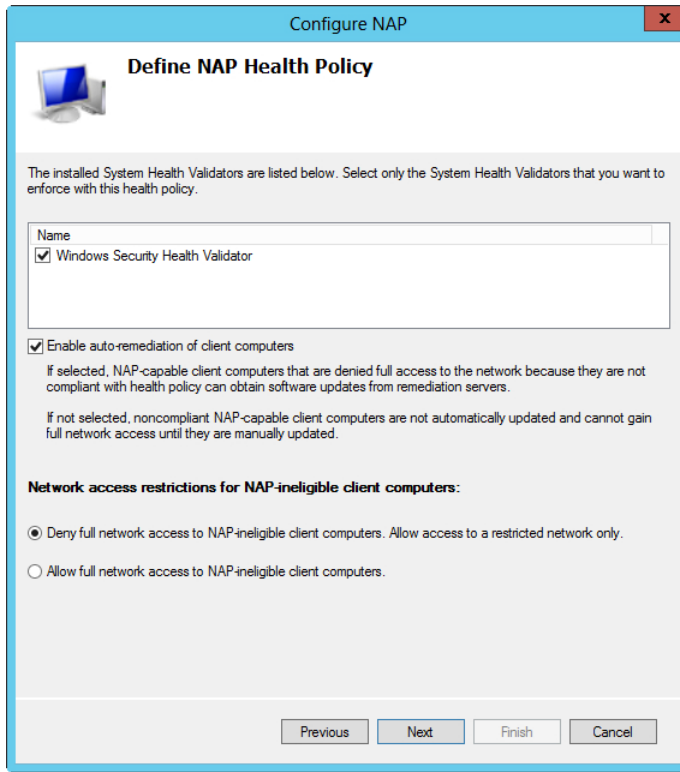 Configure NAP
x
Define NAP Health Policy
The installed System Health Validators are listed below. Select only the System Health Validators that you want to
enforce with this health policy.
Name
Windows Security Health Validator
Enable auto-remediation of client computers
If selected, NAP-capable client computers that are denied full access to the network because they are not
compliant with health policy can obtain software updates from remediation servers.
If not selected, noncompliant NAP-capable client computers are not automatically updated and cannot gain
full network access until they are manually updated.
Network access restrictions for NAP-ineligible client computers:
Deny full network access to NAP-ineligible client computers. Allow access to a restricted network only.
Allow full network access to NAP-ineligible client computers.
Previous Next Finish Cancel